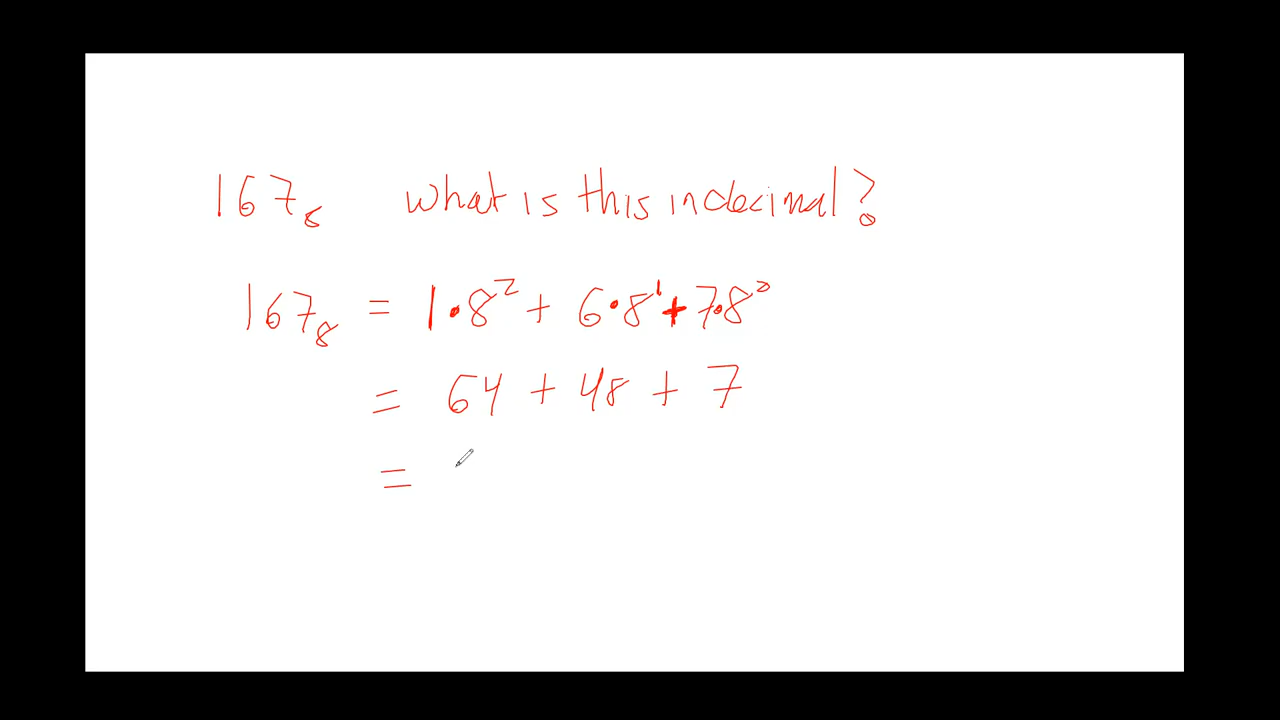 167₈ what is this in decimal?
167₈ = 1·8² + 6·8¹ + 7·8⁰
= 64 + 48 + 7
=